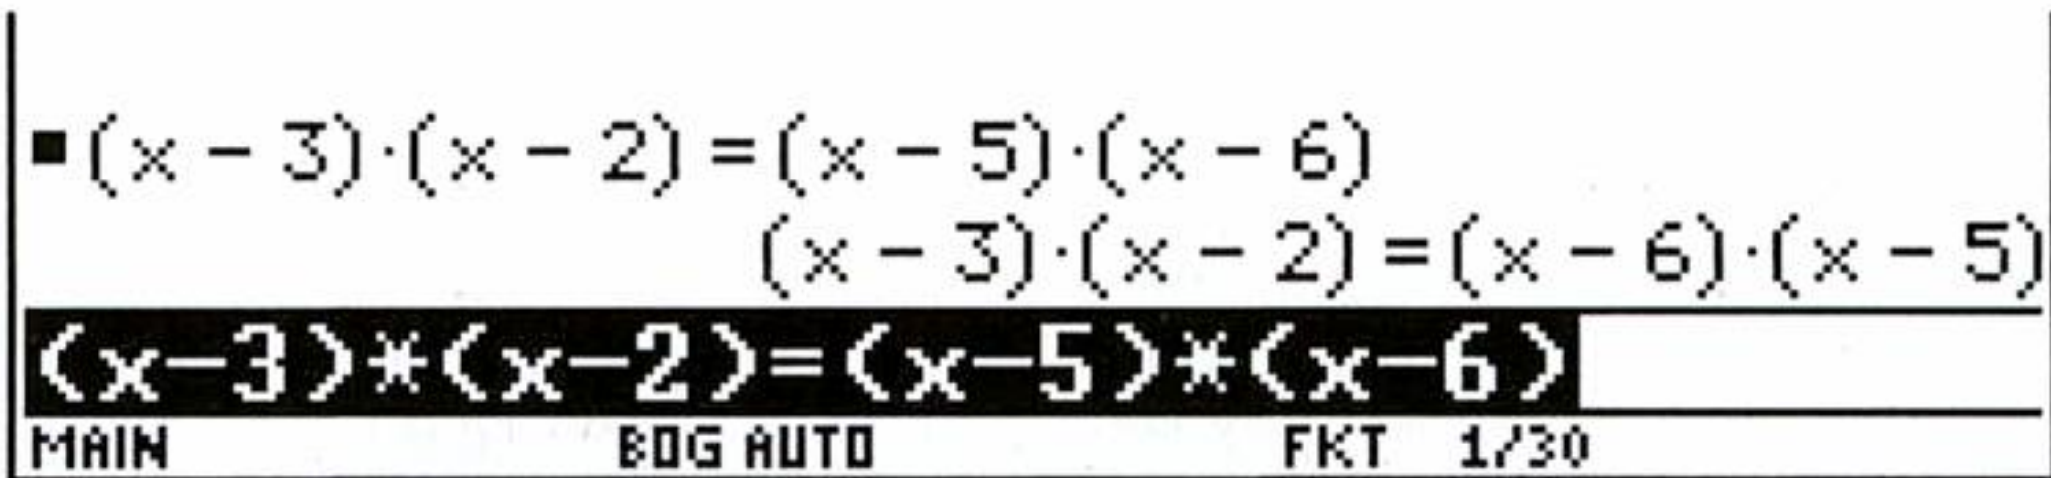 ▪(x − 3)·(x − 2) = (x − 5)·(x − 6)
(x − 3)·(x − 2) = (x − 6)·(x − 5)
(x−3)*(x−2)=(x−5)*(x−6)
MAIN BOG AUTO FKT 1/30